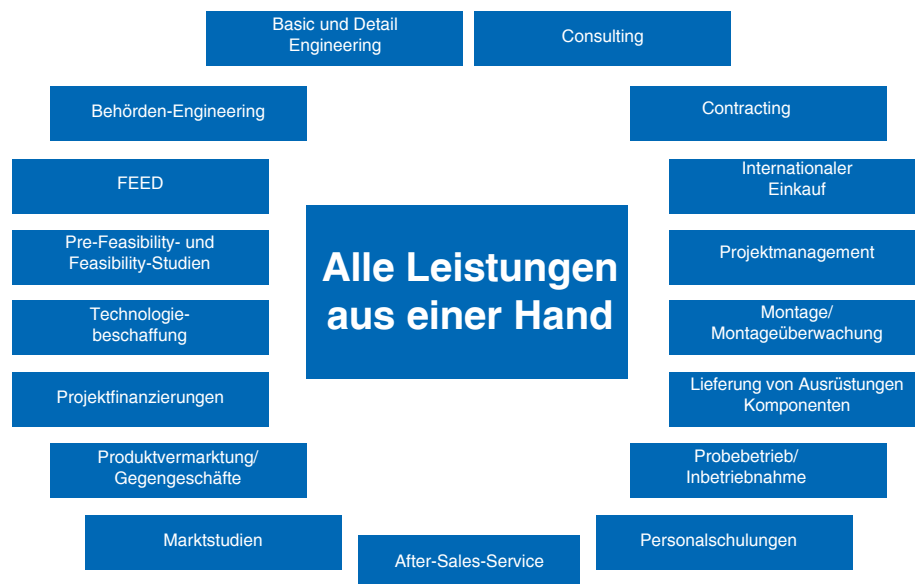 Basic und Detail
Engineering
Consulting
Behörden-Engineering
Contracting
FEED
Internationaler
Einkauf
Pre-Feasibility- und
Feasibility-Studien
Alle Leistungen
aus einer Hand
Projektmanagement
Technologie-
beschaffung
Montage/
Montageüberwachung
Projektfinanzierungen
Lieferung von Ausrüstungen
Komponenten
Produktvermarktung/
Gegengeschäfte
Probebetrieb/
Inbetriebnahme
Marktstudien
After-Sales-Service
Personalschulungen